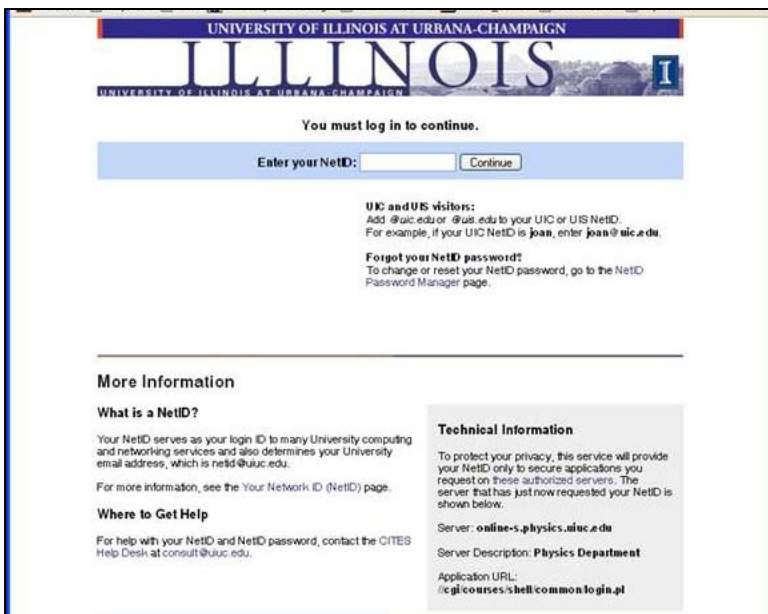 UNIVERSITY OF ILLINOIS AT URBANA-CHAMPAIGN
ILLINOIS
UNIVERSITY OF ILLINOIS AT URBANA-CHAMPAIGN
I
You must log in to continue.
Enter your NetID: Continue
UIC and UIS visitors:
Add @uic.edu or @uis.edu to your UIC or UIS NetID.
For example, if your UIC NetID is joan, enter joan@uic.edu.
Forgot your NetID password?
To change or reset your NetID password, go to the NetID
Password Manager page.
More Information
What is a NetID?
Your NetID serves as your login ID to many University computing
and networking services and also determines your University
email address, which is netid@uiuc.edu.
For more information, see the Your Network ID (NetID) page.
Where to Get Help
For help with your NetID and NetID password, contact the CITES
Help Desk at consult@uiuc.edu.
Technical Information
To protect your privacy, this service will provide
your NetID only to secure applications you
request on these authorized servers. The
server that has just now requested your NetID is
shown below.
Server: online-s.physics.uiuc.edu
Server Description: Physics Department
Application URL:
//cgi/courses/shell/common/login.pl